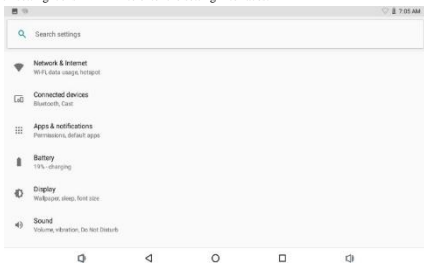 7:05 AM
Search settings
Network & Internet
Wi-Fi, data usage, hotspot
Connected devices
Bluetooth, Cast
Apps & notifications
Permissions, default apps
Battery
19% - charging
Display
Wallpaper, sleep, font size
Sound
Volume, vibration, Do Not Disturb